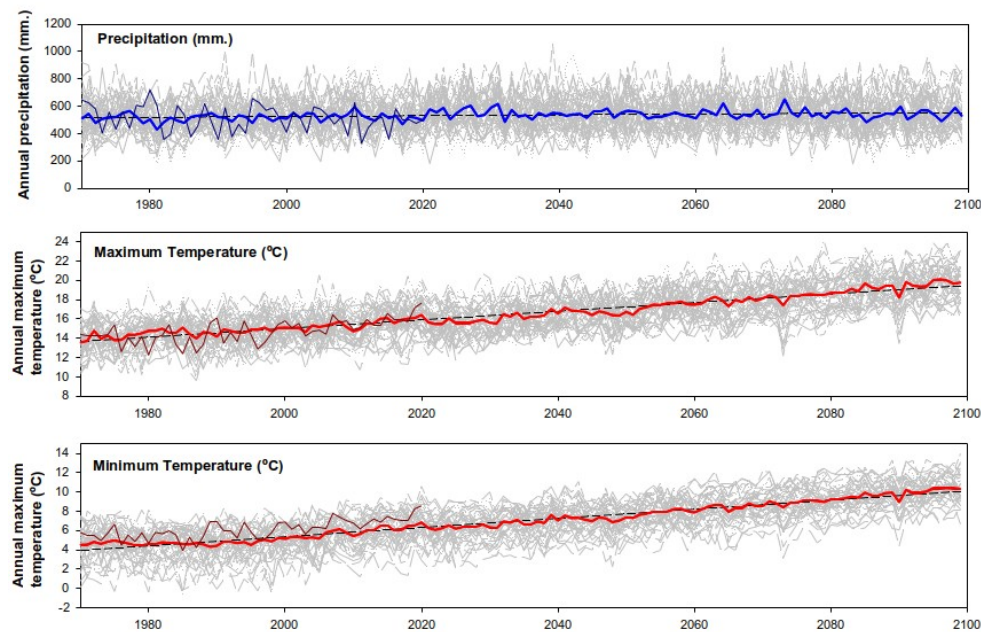 Precipitation (mm.)
Annual precipitation (mm.)
1200
1000
800
600
400
200
0
1980 2000 2020 2040 2060 2080 2100
Maximum Temperature (ºC)
Annual maximum
temperature (ºC)
24
22
20
18
16
14
12
10
8
1980 2000 2020 2040 2060 2080 2100
Minimum Temperature (ºC)
Annual maximum
temperature (ºC)
14
12
10
8
6
4
2
0
-2
1980 2000 2020 2040 2060 2080 2100